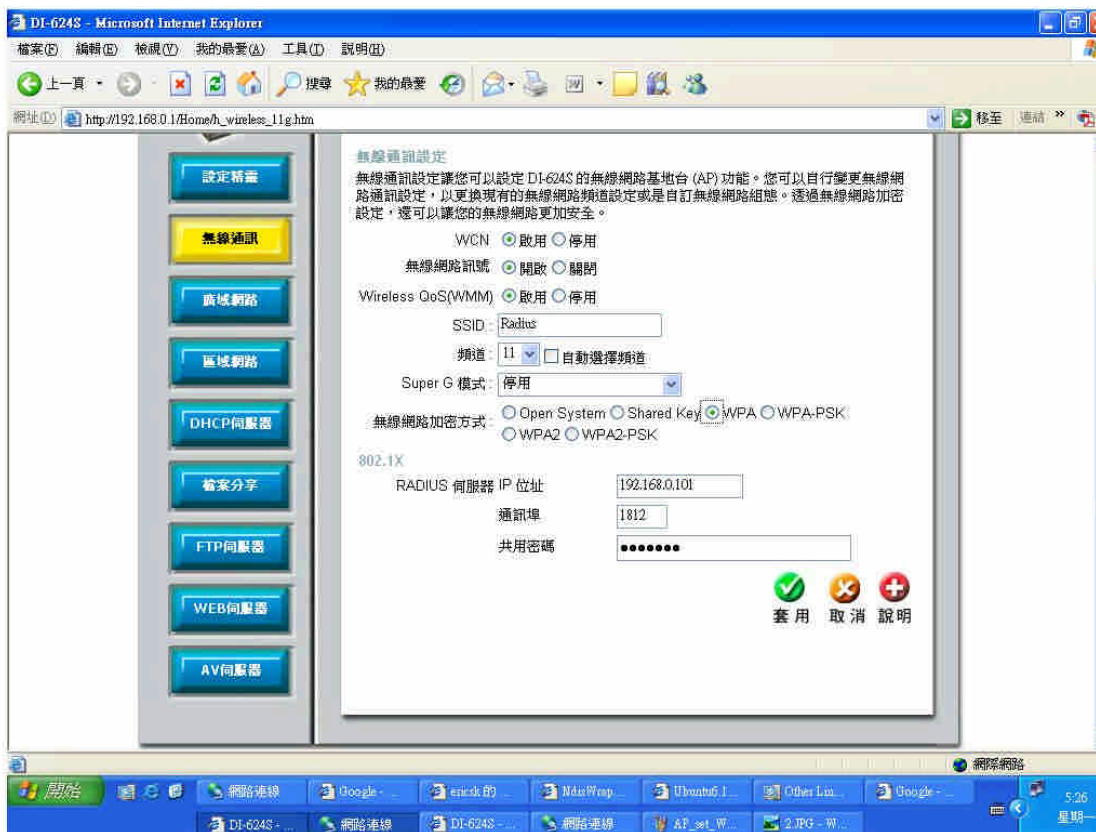 DI-624S - Microsoft Internet Explorer
檔案(F) 編輯(E) 檢視(V) 我的最愛(A) 工具(T) 說明(H)
上一頁 搜尋 我的最愛
網址(D) http://192.168.0.1/Home/h_wireless_11g.htm 移至 連結 »
設定精靈
無線通訊
廣域網路
區域網路
DHCP伺服器
檔案分享
FTP伺服器
WEB伺服器
AV伺服器
無線通訊設定
無線通訊設定讓您可以設定 DI-624S 的無線網路基地台 (AP) 功能。您可以自行變更無線網
路通訊設定，以更換現有的無線網路頻道設定或是自訂無線網路組態。透過無線網路加密
設定，還可以讓您的無線網路更加安全。
WCN 啟用 停用
無線網路訊號 開啟 關閉
Wireless QoS(WMM) 啟用 停用
SSID : Radius
頻道 : 11 自動選擇頻道
Super G 模式 : 停用
無線網路加密方式 : Open System Shared Key WPA WPA-PSK
WPA2 WPA2-PSK
802.1X
RADIUS 伺服器 IP 位址 192.168.0.101
通訊埠 1812
共用密碼 ●●●●●●●
套用 取消 說明
網際網路
開始 網路連線 Google - ... ericsk 的 ... NdisWrap... Ubuntu6.1... Other Lin... Google - ... 5:26
DI-624S - ... 網路連線 DI-624S - ... 網路連線 AP_set_W... 2.JPG - W... 星期一